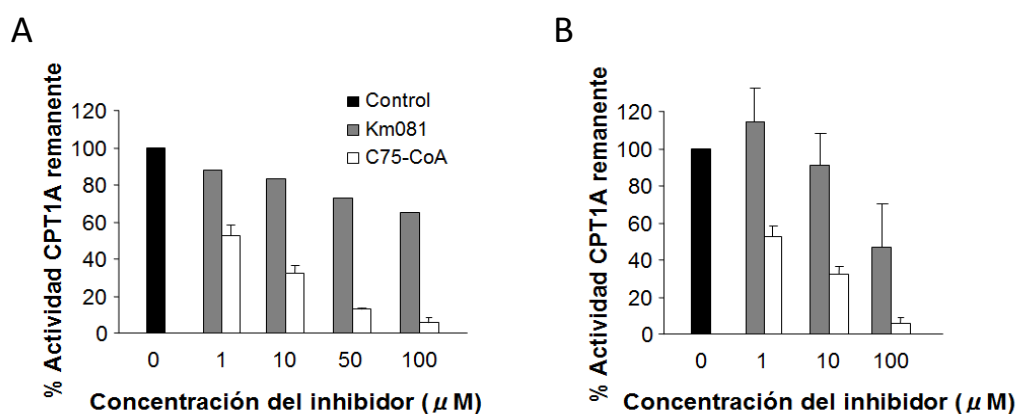 A
% Actividad CPT1A remanente
120
100
80
60
40
20
0
Control
Km081
C75-CoA
0 1 10 50 100
Concentración del inhibidor (μM)
B
% Actividad CPT1A remanente
120
100
80
60
40
20
0
0 1 10 100
Concentración del inhibidor (μM)